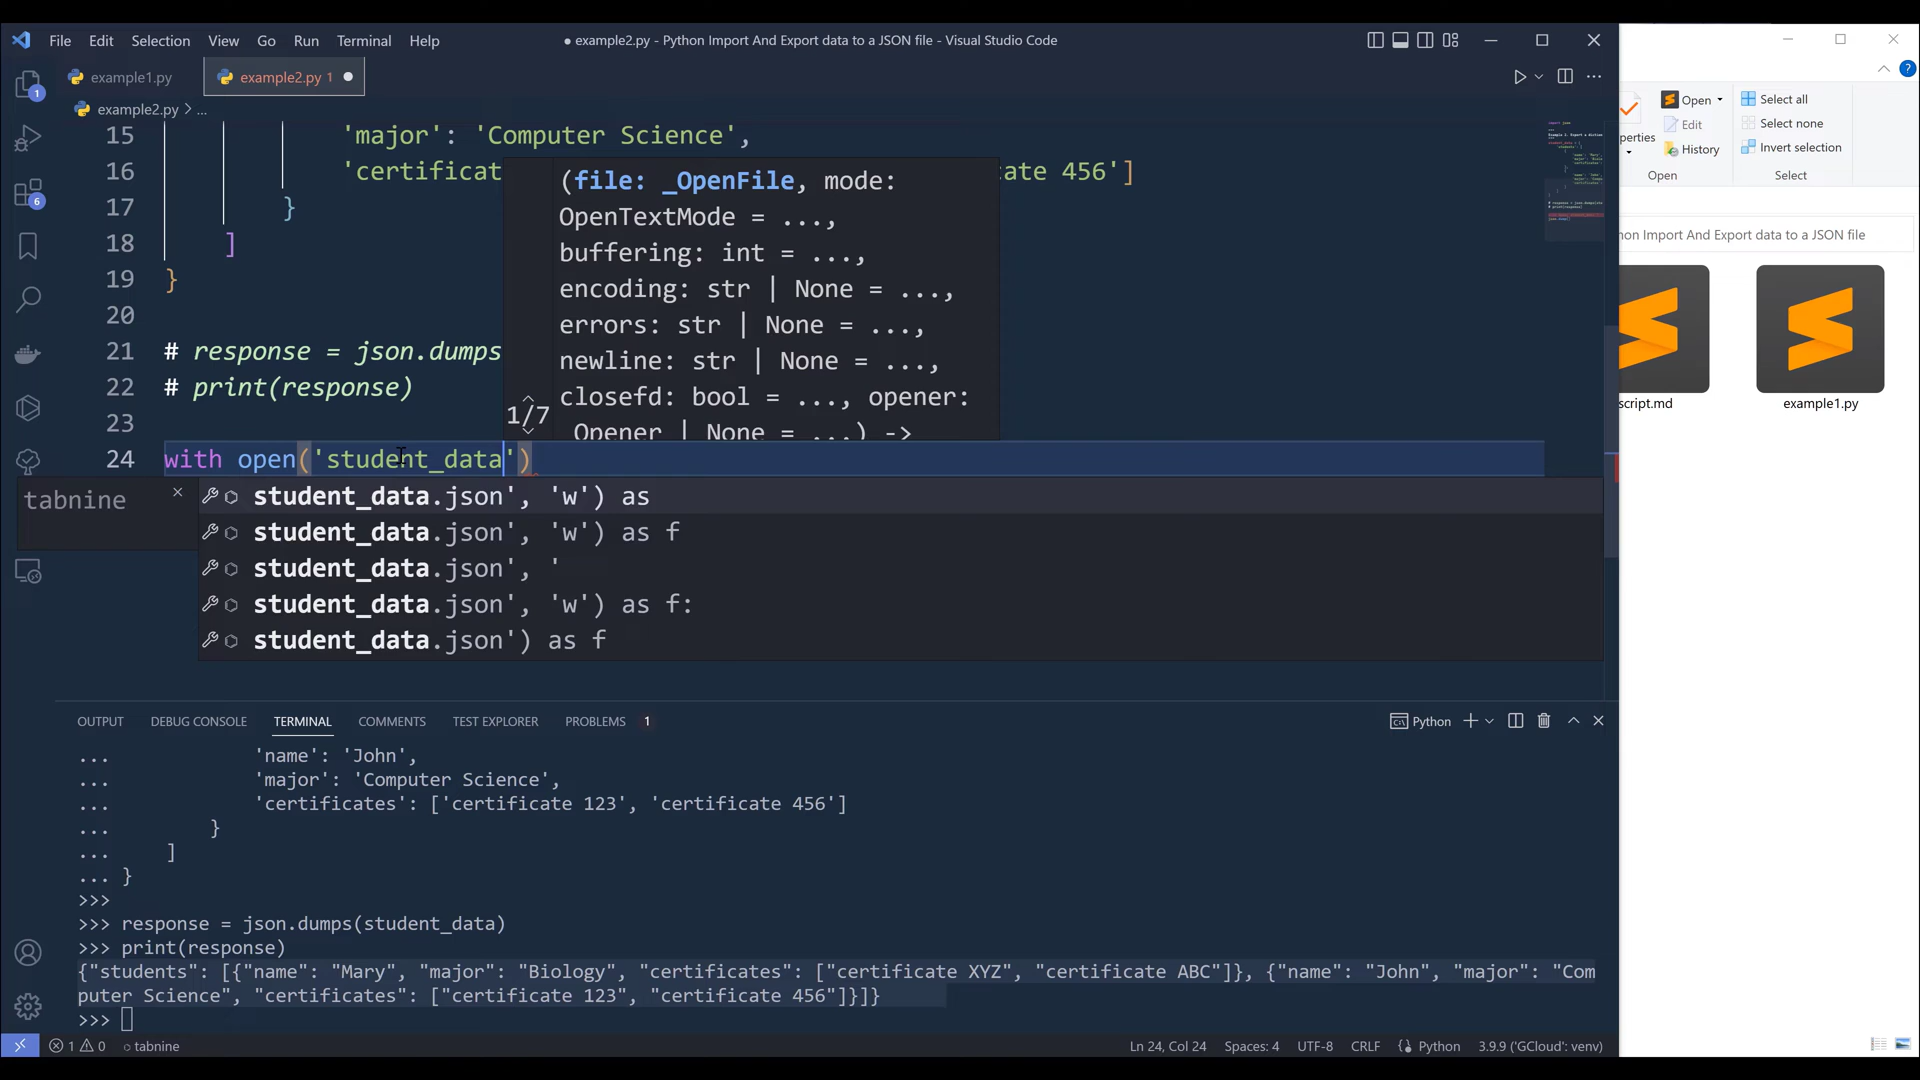 File Edit Selection View Go Run Terminal Help
● example2.py - Python Import And Export data to a JSON file - Visual Studio Code
example1.py
example2.py 1
example2.py > ...
15 'major': 'Computer Science',
16 'certificat cate 456']
17 }
18 ]
19 }
20
21 # response = json.dumps
22 # print(response)
23
24 with open('student_data')
(file: _OpenFile, mode:
OpenTextMode = ...,
buffering: int = ...,
encoding: str | None = ...,
errors: str | None = ...,
newline: str | None = ...,
closefd: bool = ..., opener:
_Opener | None = ...) ->
1/7
tabnine
student_data.json', 'w') as
student_data.json', 'w') as f
student_data.json', '
student_data.json', 'w') as f:
student_data.json') as f
1
6
OUTPUT DEBUG CONSOLE TERMINAL COMMENTS TEST EXPLORER PROBLEMS 1
Python
... 'name': 'John',
... 'major': 'Computer Science',
... 'certificates': ['certificate 123', 'certificate 456']
... }
... ]
... }
>>>
>>> response = json.dumps(student_data)
>>> print(response)
{"students": [{"name": "Mary", "major": "Biology", "certificates": ["certificate XYZ", "certificate ABC"]}, {"name": "John", "major": "Com
puter Science", "certificates": ["certificate 123", "certificate 456"]}]}
>>>
1 0 tabnine
Ln 24, Col 24 Spaces: 4 UTF-8 CRLF Python 3.9.9 ('GCloud': venv)
?
perties
Open
Edit
History
Open
Select all
Select none
Invert selection
Select
hon Import And Export data to a JSON file
script.md
example1.py